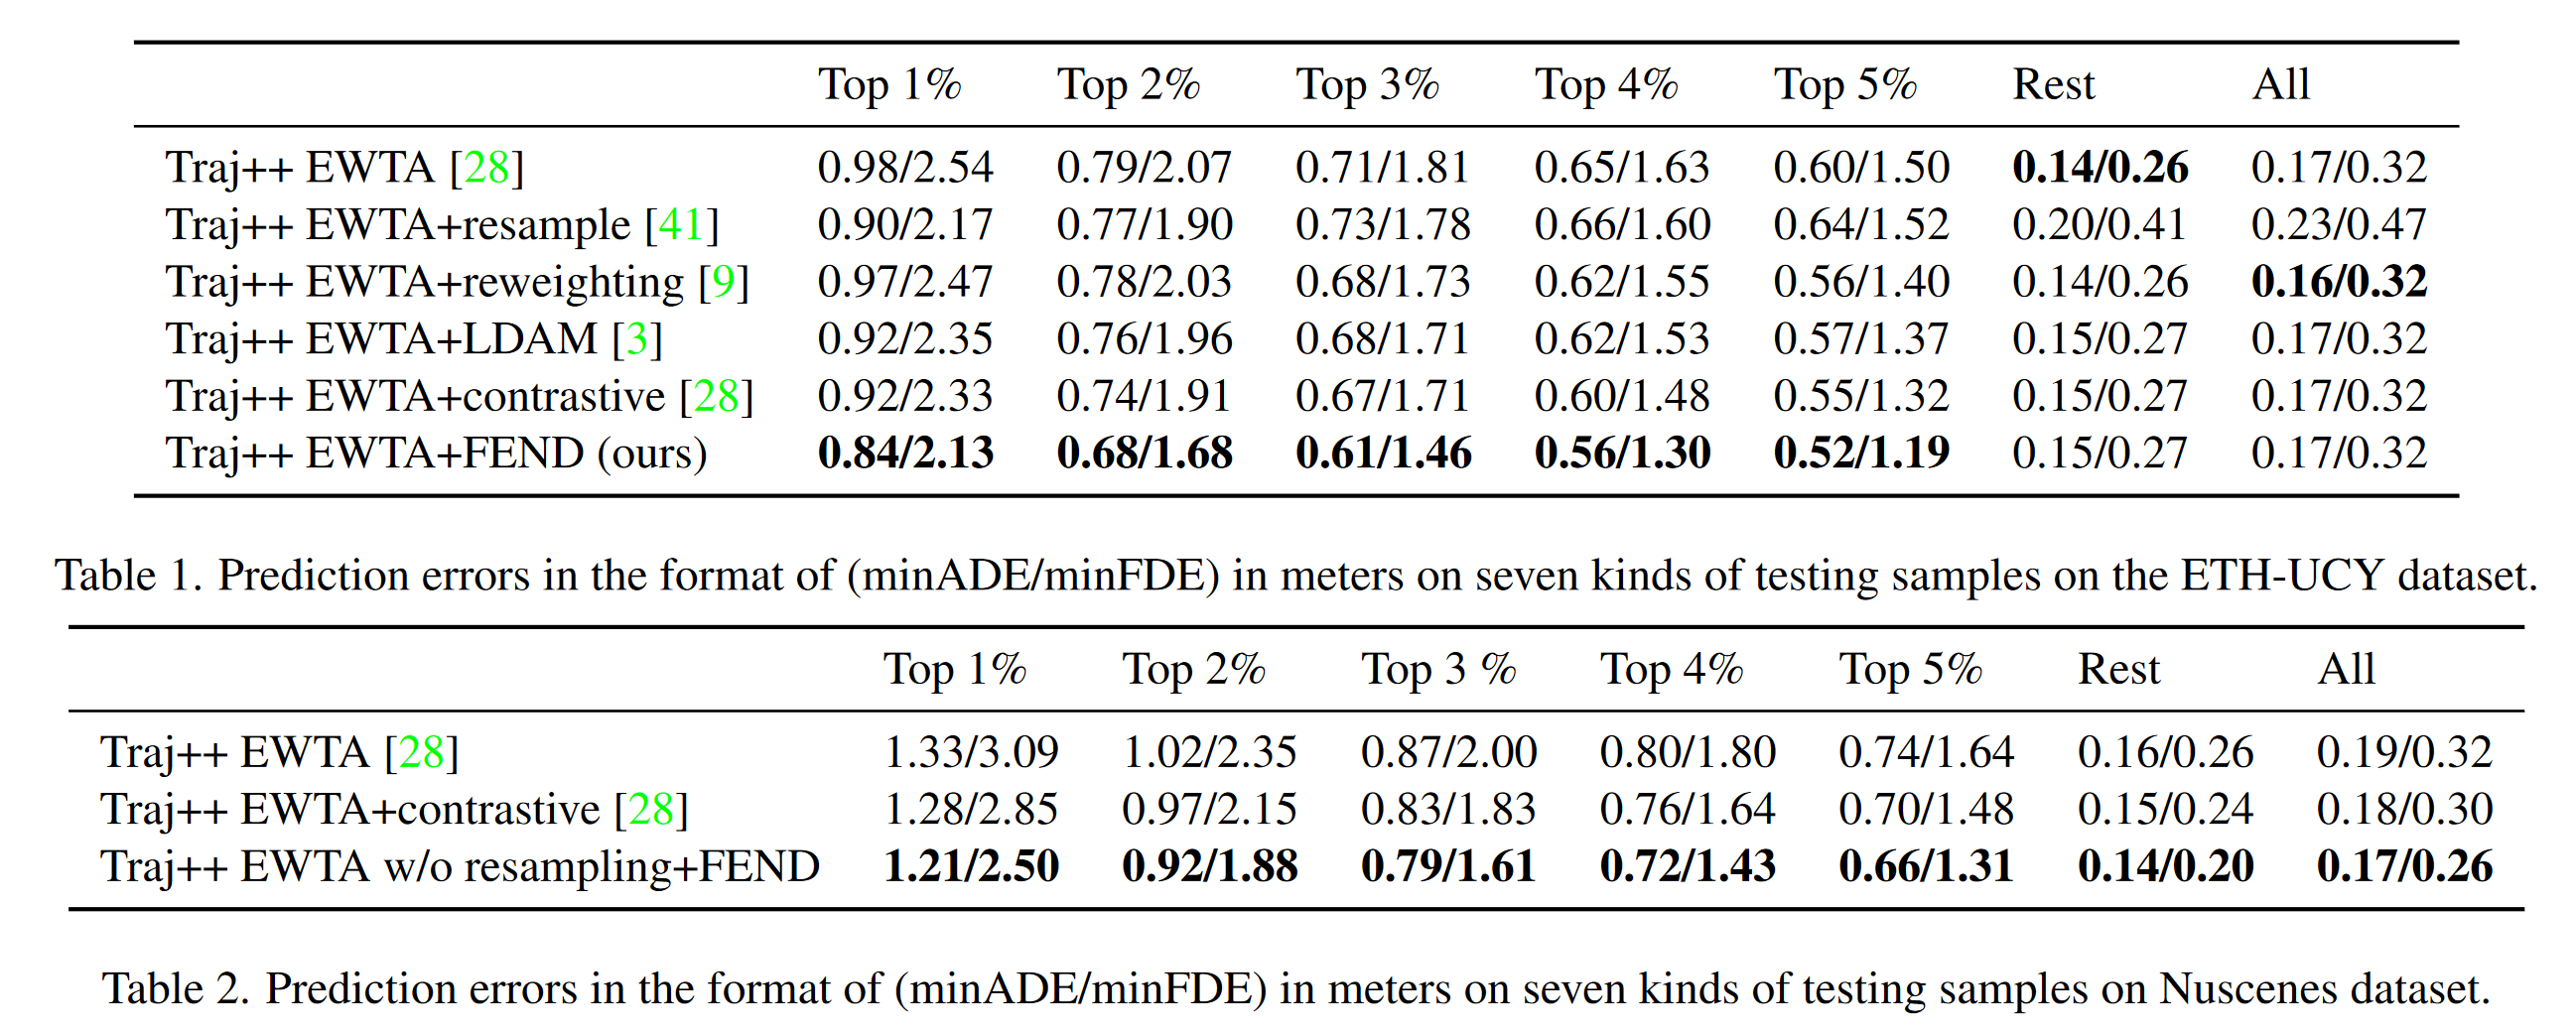 Top 1% Top 2% Top 3% Top 4% Top 5% Rest All
Traj++ EWTA [28] 0.98/2.54 0.79/2.07 0.71/1.81 0.65/1.63 0.60/1.50 0.14/0.26 0.17/0.32
Traj++ EWTA+resample [41] 0.90/2.17 0.77/1.90 0.73/1.78 0.66/1.60 0.64/1.52 0.20/0.41 0.23/0.47
Traj++ EWTA+reweighting [9] 0.97/2.47 0.78/2.03 0.68/1.73 0.62/1.55 0.56/1.40 0.14/0.26 0.16/0.32
Traj++ EWTA+LDAM [3] 0.92/2.35 0.76/1.96 0.68/1.71 0.62/1.53 0.57/1.37 0.15/0.27 0.17/0.32
Traj++ EWTA+contrastive [28] 0.92/2.33 0.74/1.91 0.67/1.71 0.60/1.48 0.55/1.32 0.15/0.27 0.17/0.32
Traj++ EWTA+FEND (ours) 0.84/2.13 0.68/1.68 0.61/1.46 0.56/1.30 0.52/1.19 0.15/0.27 0.17/0.32
Table 1. Prediction errors in the format of (minADE/minFDE) in meters on seven kinds of testing samples on the ETH-UCY dataset.
Top 1% Top 2% Top 3 % Top 4% Top 5% Rest All
Traj++ EWTA [28] 1.33/3.09 1.02/2.35 0.87/2.00 0.80/1.80 0.74/1.64 0.16/0.26 0.19/0.32
Traj++ EWTA+contrastive [28] 1.28/2.85 0.97/2.15 0.83/1.83 0.76/1.64 0.70/1.48 0.15/0.24 0.18/0.30
Traj++ EWTA w/o resampling+FEND 1.21/2.50 0.92/1.88 0.79/1.61 0.72/1.43 0.66/1.31 0.14/0.20 0.17/0.26
Table 2. Prediction errors in the format of (minADE/minFDE) in meters on seven kinds of testing samples on Nuscenes dataset.